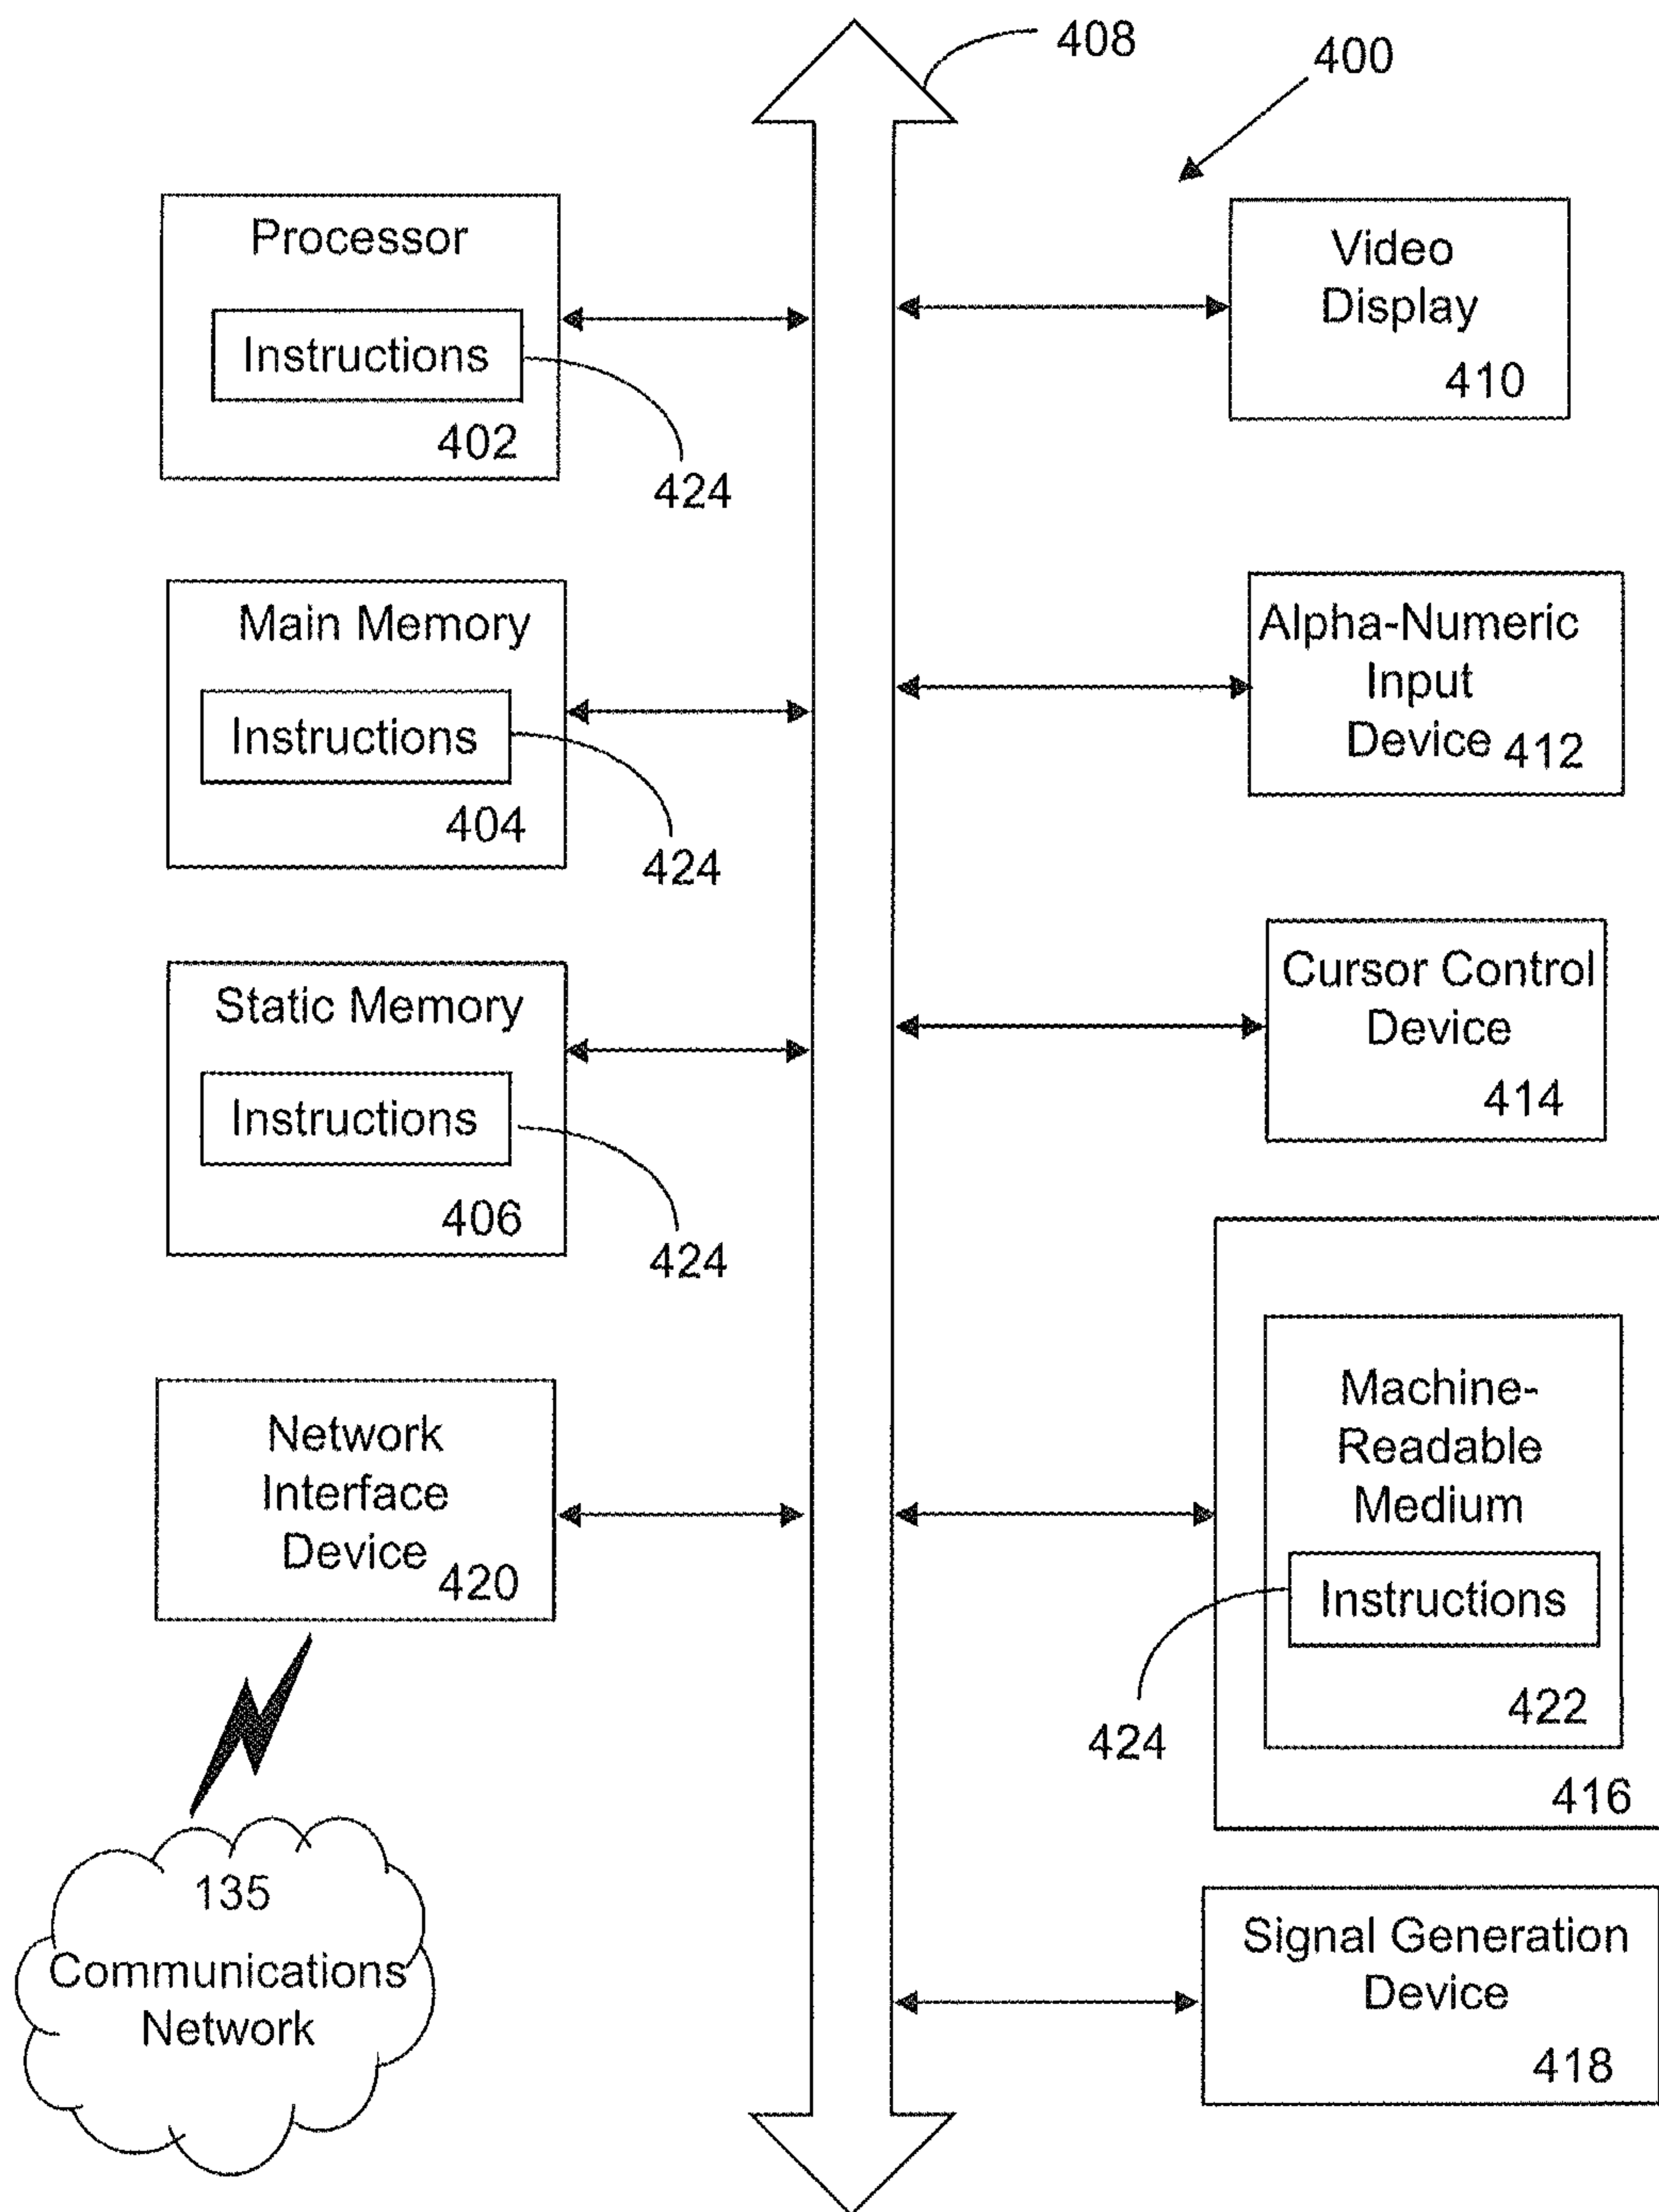 408
400
Processor
Instructions
402
424
Video
Display
410
Main Memory
Instructions
404
424
Alpha-Numeric
Input
Device 412
Static Memory
Instructions
406
424
Cursor Control
Device
414
Network
Interface
Device 420
Machine-
Readable
Medium
Instructions
424
422
416
135
Communications
Network
Signal Generation
Device
418